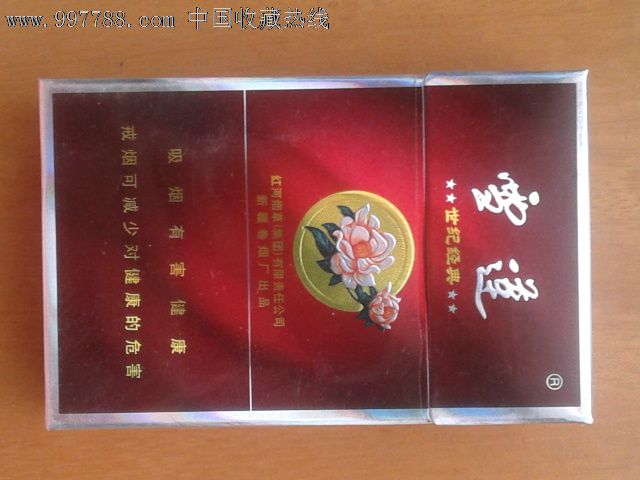 www.997788.com 中国收藏热线
雪莲
★★世纪经典★★
®
红河烟草(集团)有限责任公司
新疆卷烟厂出品
吸烟有害健康
戒烟可减少对健康的危害